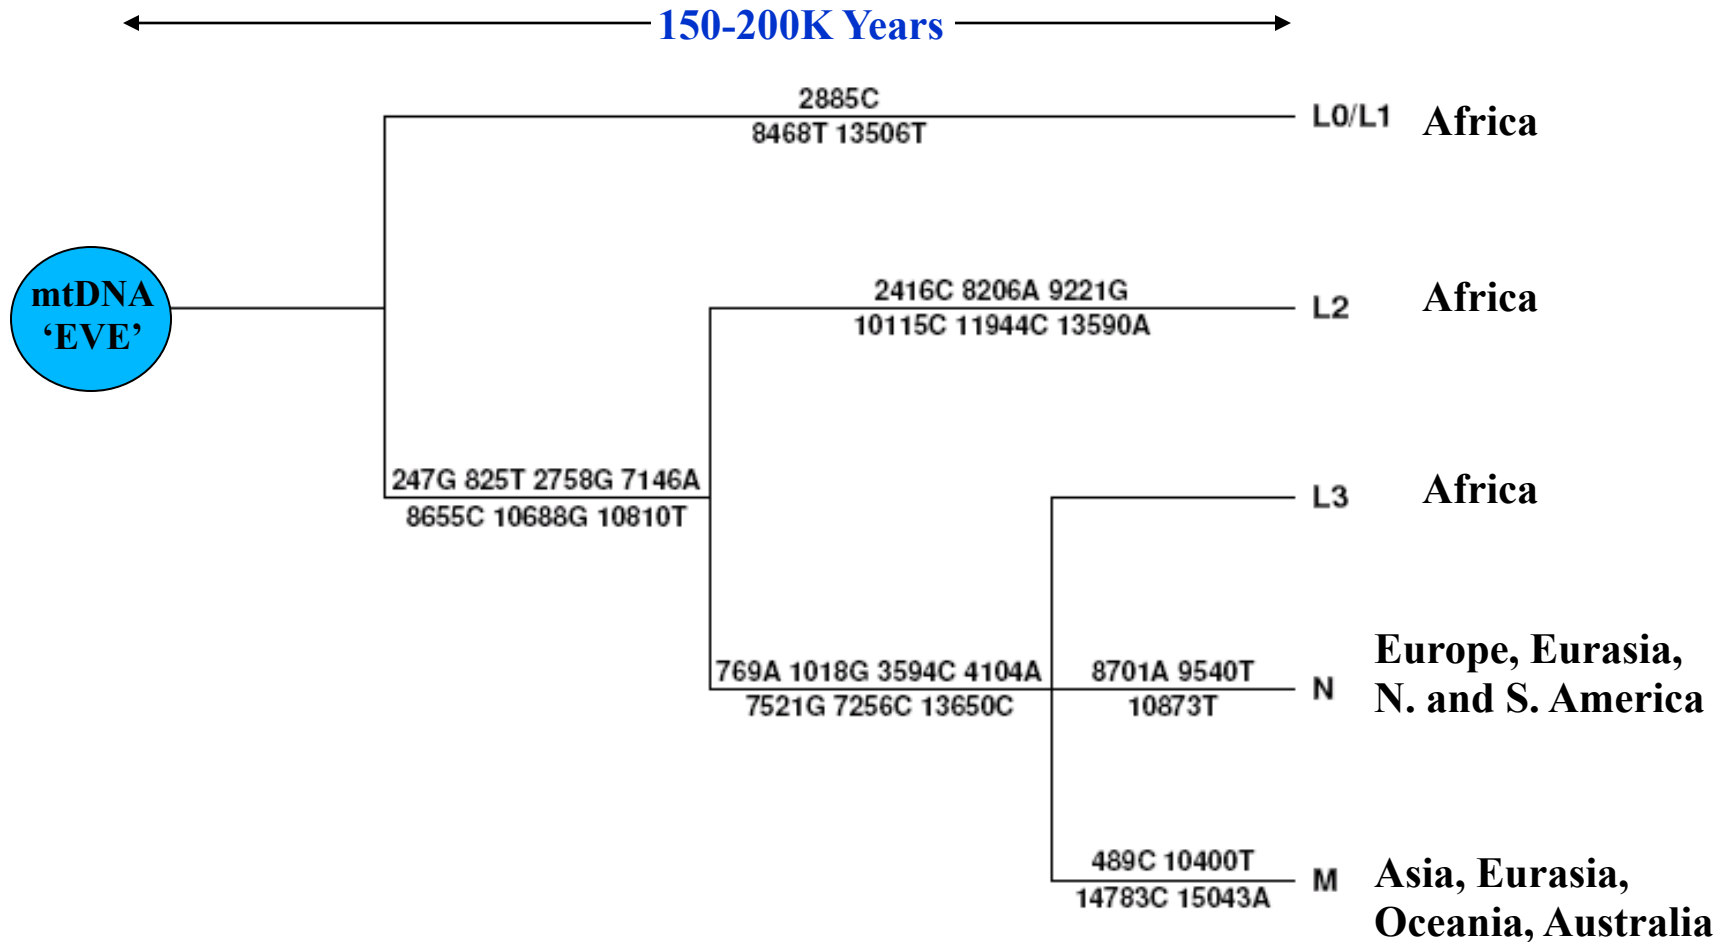 150-200K Years
2885C
8468T 13506T
L0/L1 Africa
mtDNA
‘EVE’
2416C 8206A 9221G
10115C 11944C 13590A
L2 Africa
247G 825T 2758G 7146A
8655C 10688G 10810T
L3 Africa
769A 1018G 3594C 4104A
7521G 7256C 13650C
8701A 9540T
10873T
N
Europe, Eurasia,
N. and S. America
489C 10400T
14783C 15043A
M
Asia, Eurasia,
Oceania, Australia